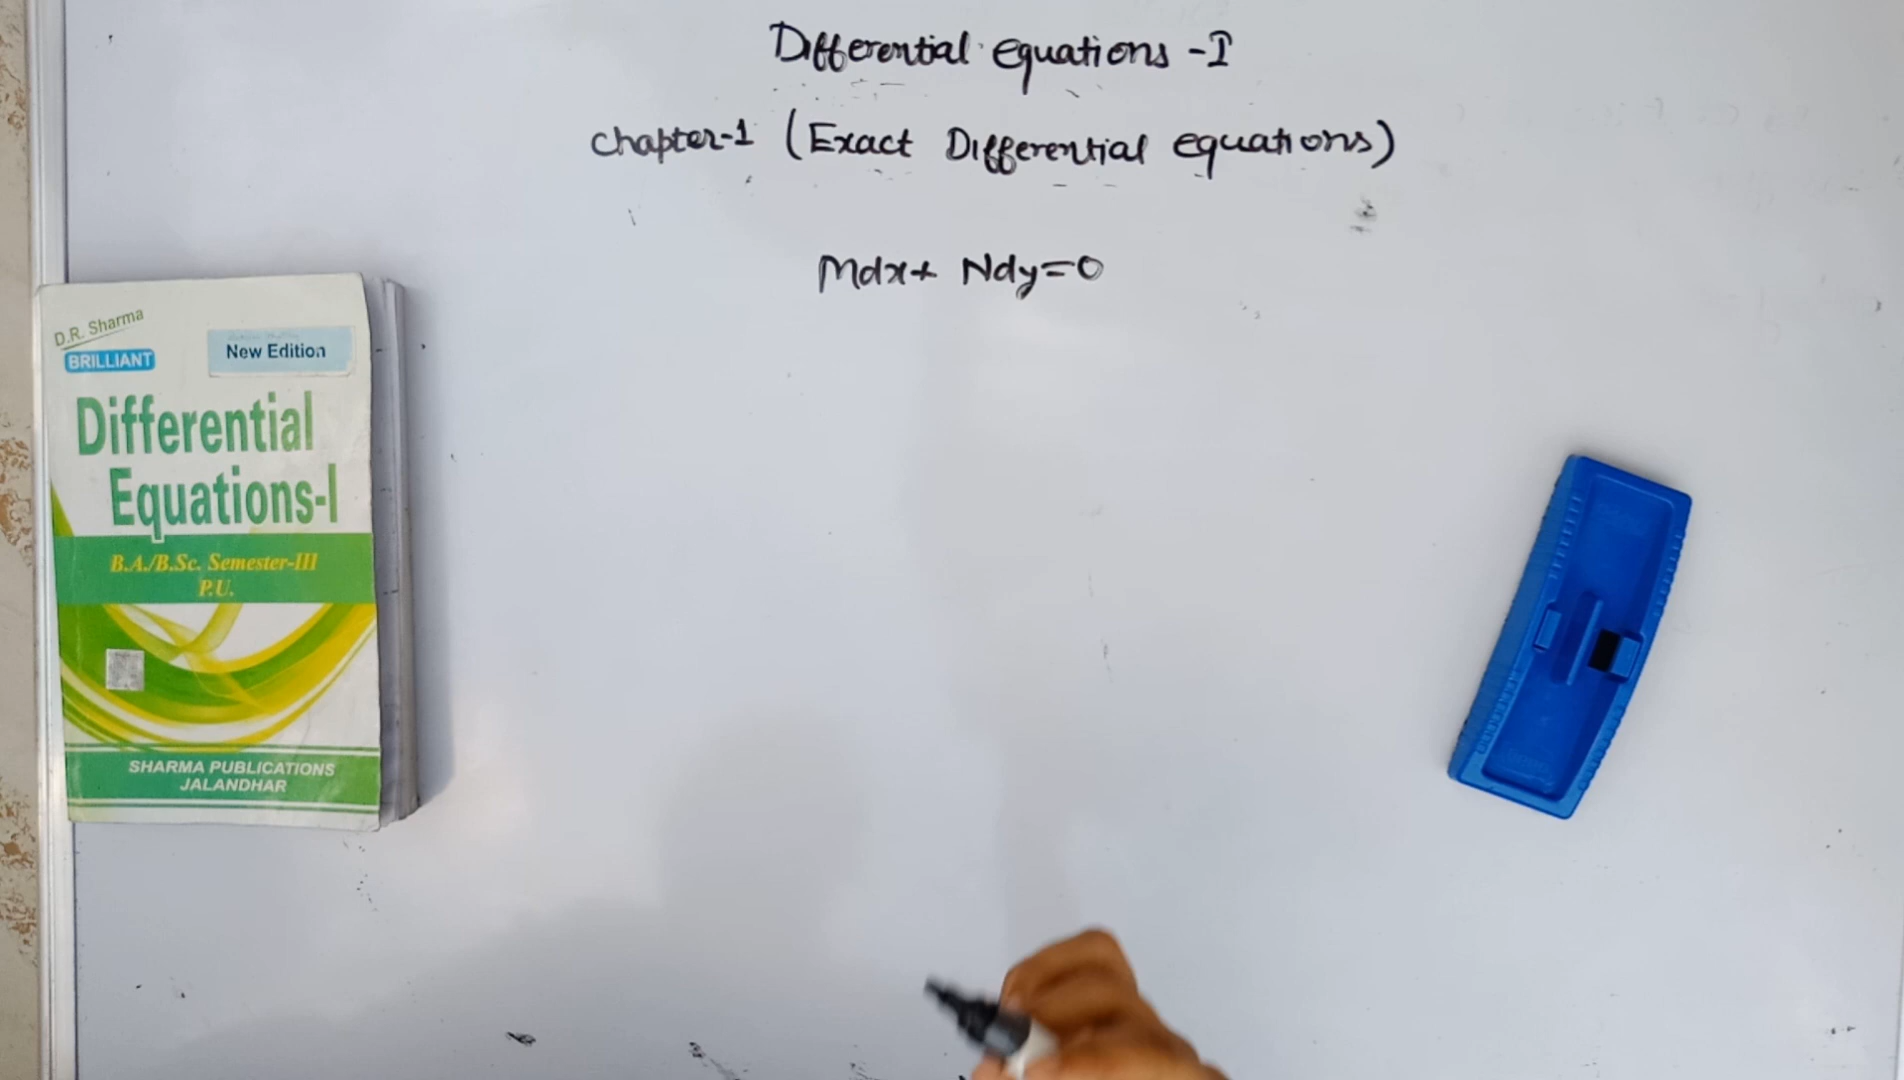 Differential equations - I
chapter-1 (Exact Differential equations)
Mdx+ Ndy=0
D.R. Sharma
BRILLIANT
New Edition
Differential
Equations-I
B.A./B.Sc. Semester-III
P.U.
SHARMA PUBLICATIONS
JALANDHAR